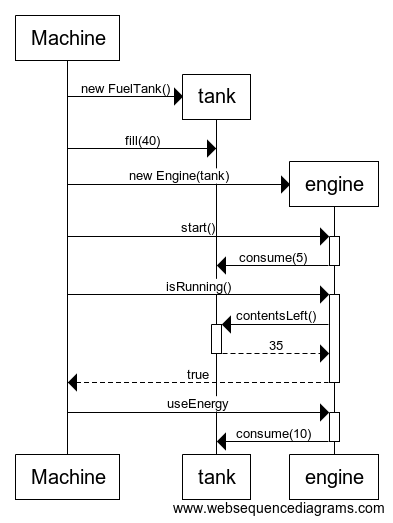 Machine
new FuelTank()
tank
fill(40)
new Engine(tank)
engine
start()
consume(5)
isRunning()
contentsLeft()
35
true
useEnergy
consume(10)
Machine
tank
engine
www.websequencediagrams.com